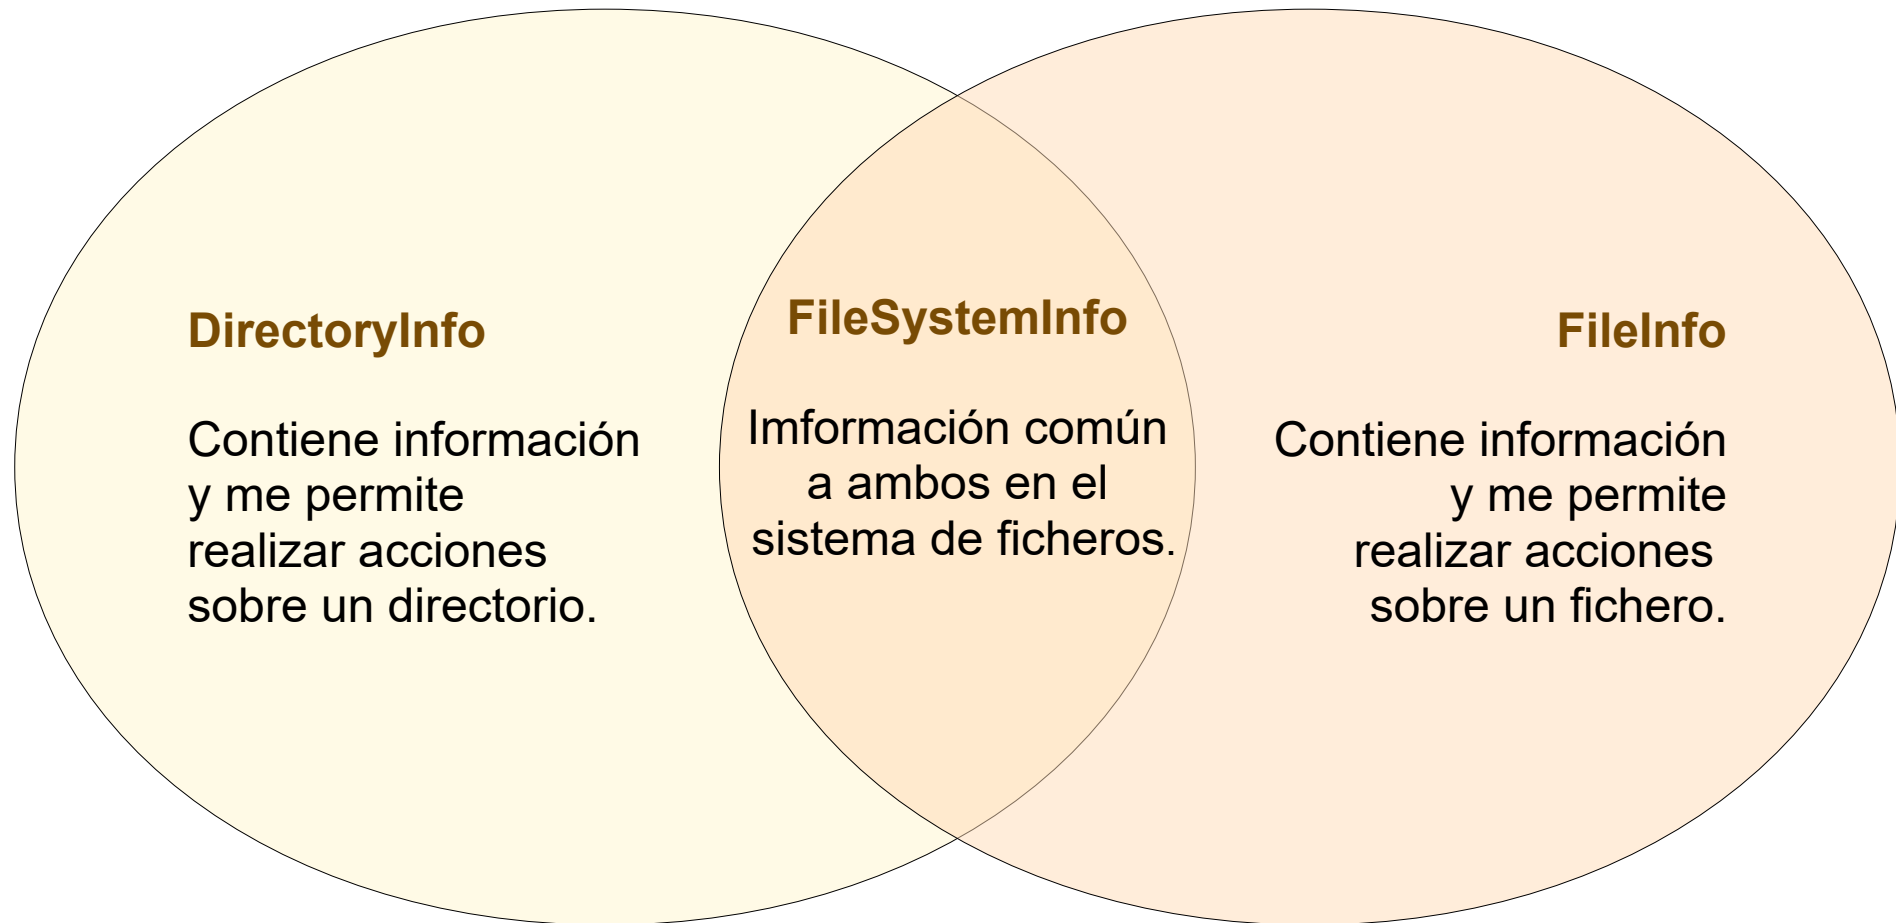 DirectoryInfo
Contiene información
y me permite
realizar acciones
sobre un directorio.
FileSystemInfo
Imformación común
a ambos en el
sistema de ficheros.
FileInfo
Contiene información
y me permite
realizar acciones
sobre un fichero.